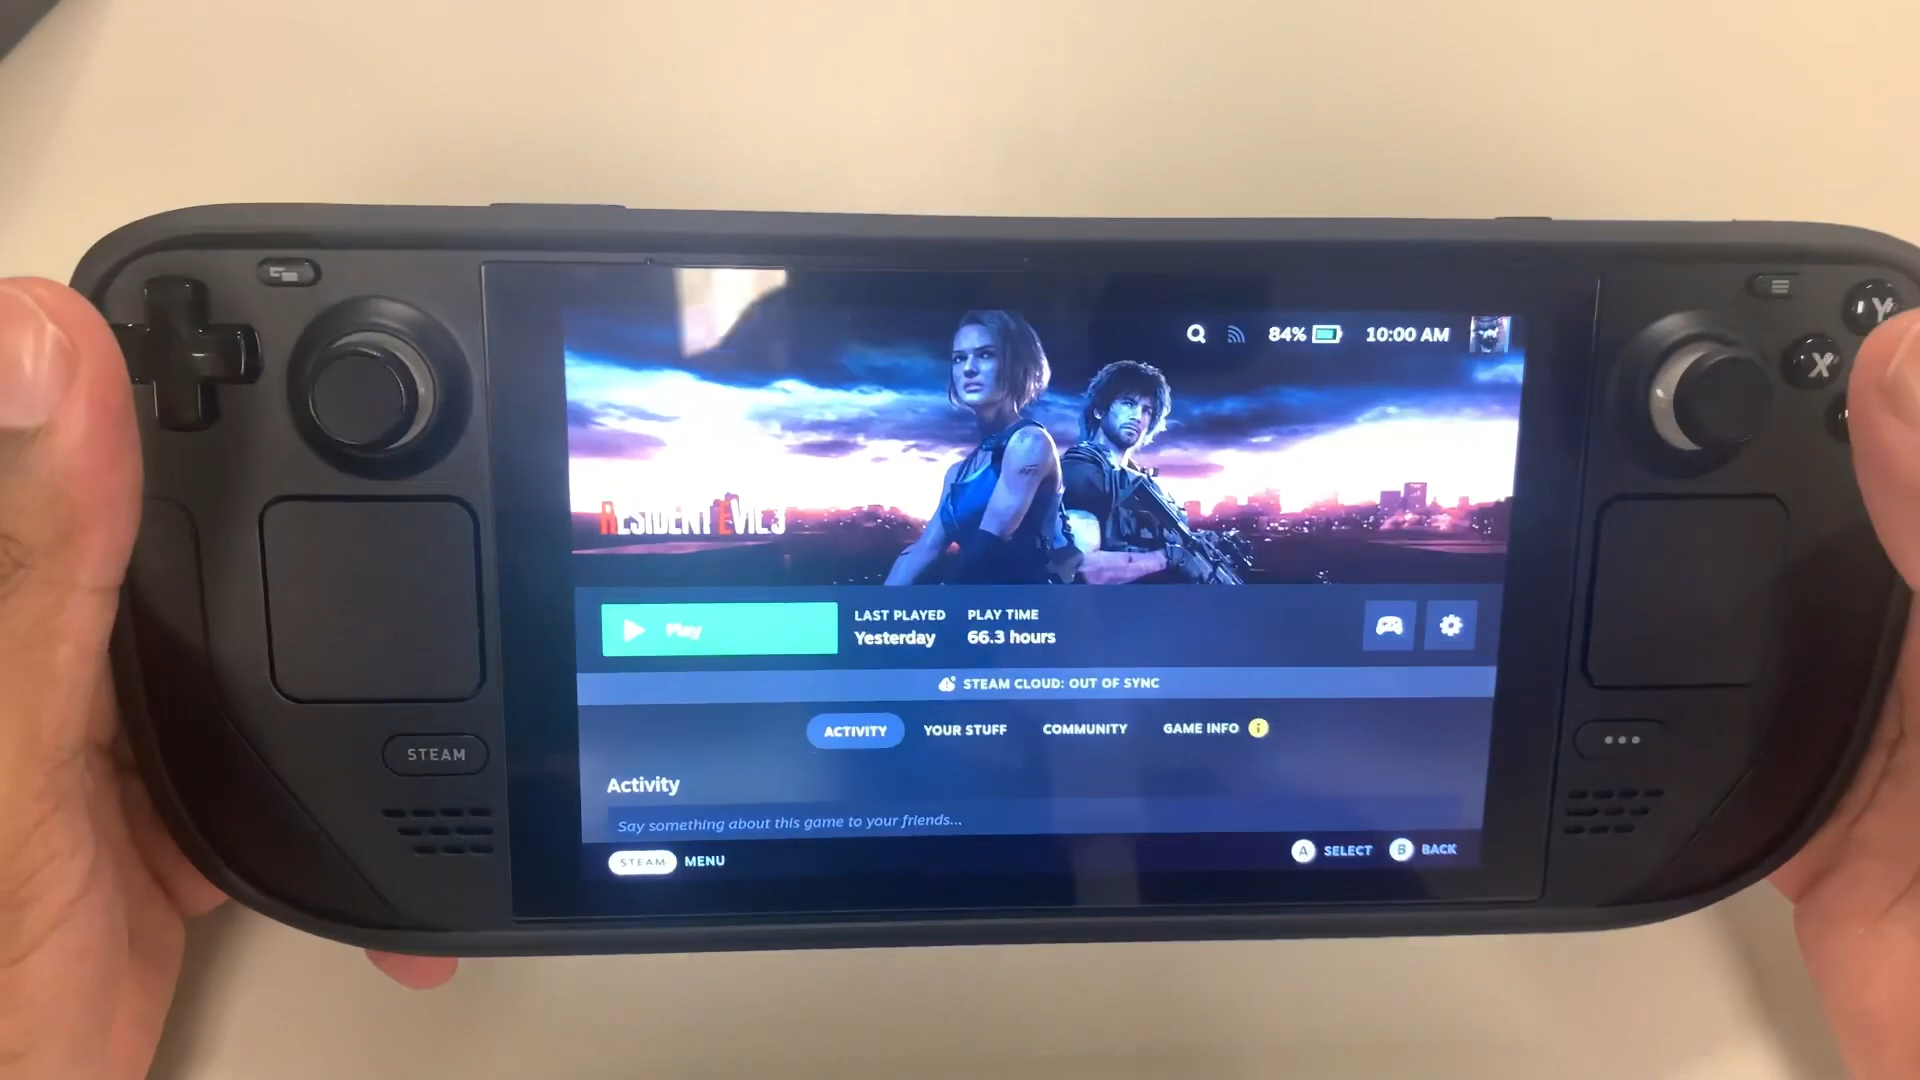 84% 10:00 AM
Y
X
RESIDENT EVIL 3
Play
LAST PLAYED
Yesterday
PLAY TIME
66.3 hours
STEAM CLOUD: OUT OF SYNC
ACTIVITY YOUR STUFF COMMUNITY GAME INFO i
STEAM
Activity
Say something about this game to your friends...
STEAM MENU
A SELECT B BACK